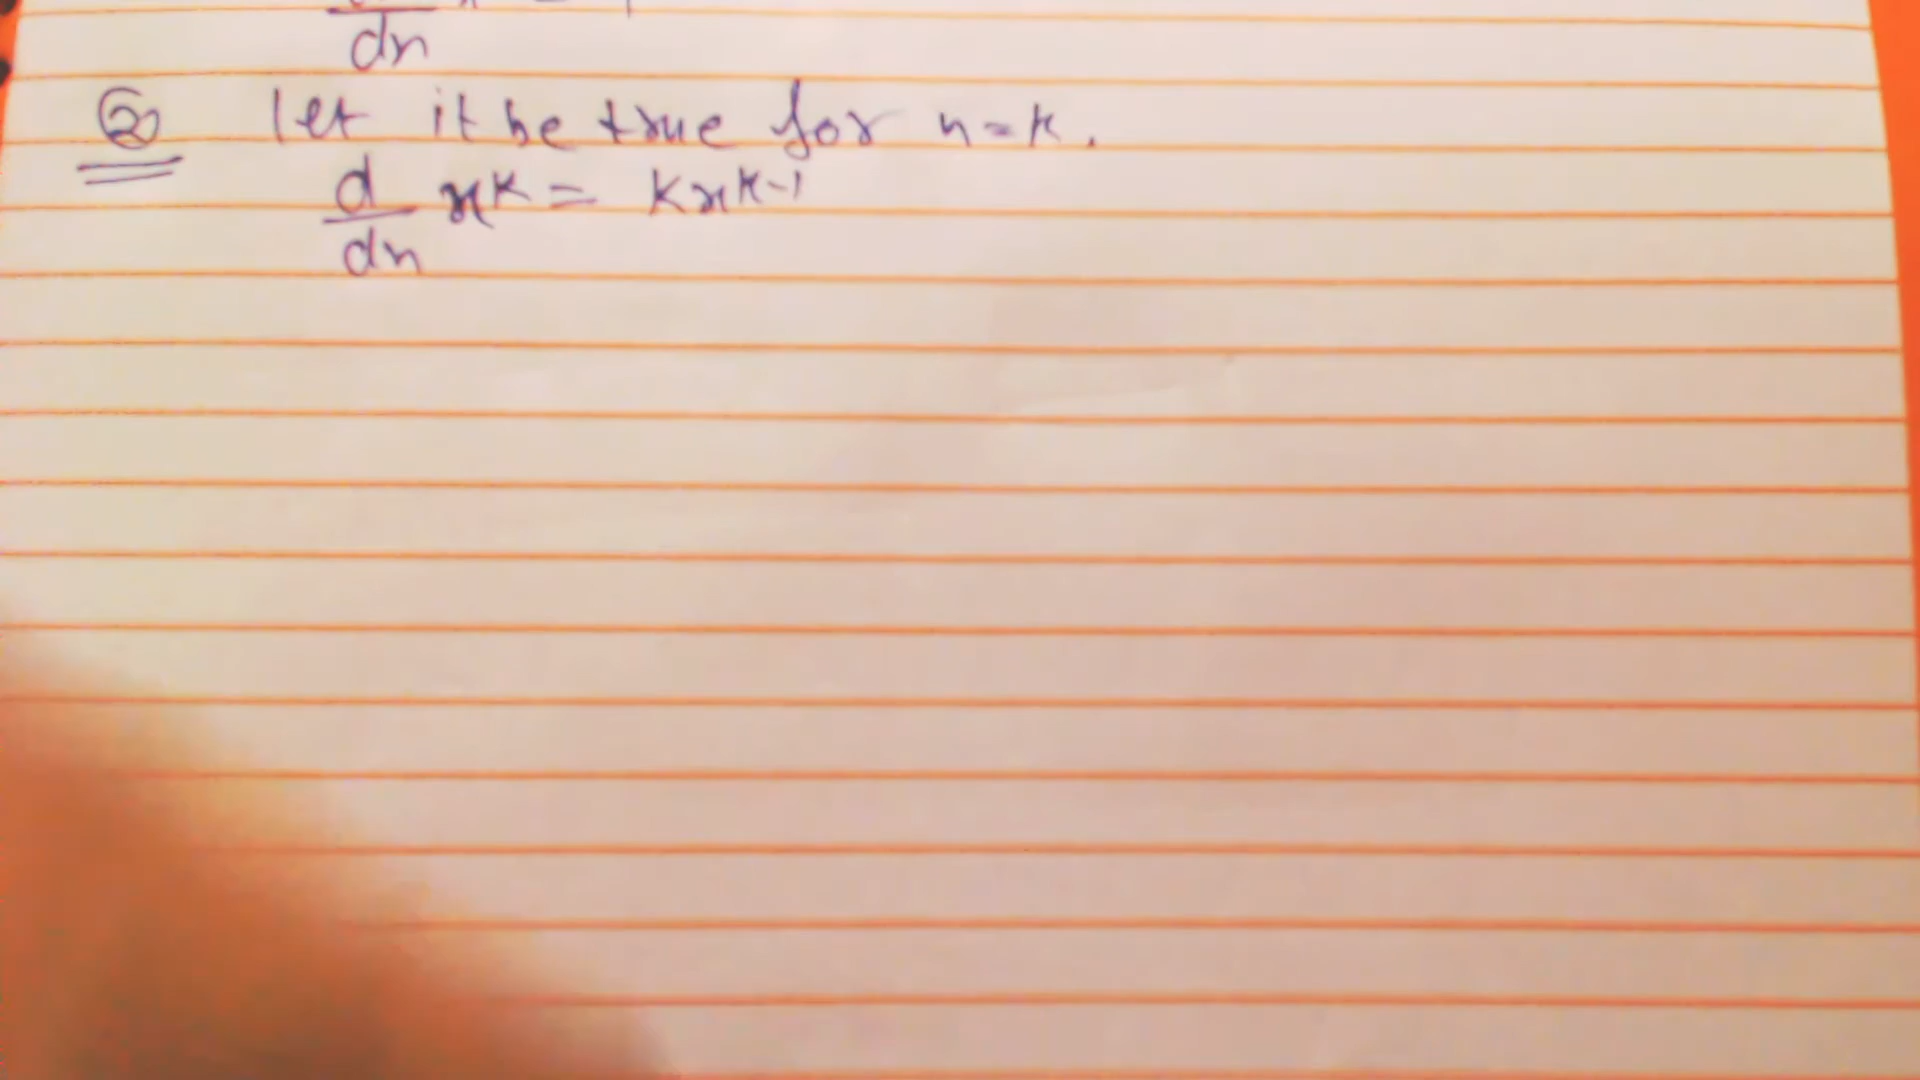 dx
② let it be true for n=k.
d/dx x^k = kx^k-1